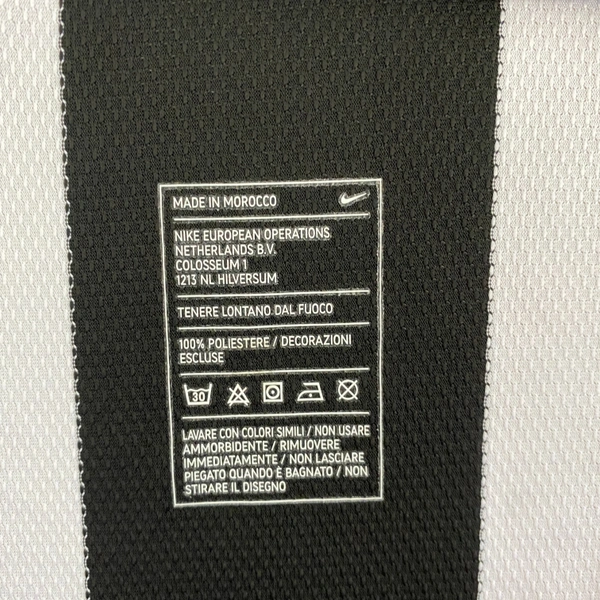 MADE IN MOROCCO
NIKE EUROPEAN OPERATIONS
NETHERLANDS B.V.
COLOSSEUM 1
1213 NL HILVERSUM
TENERE LONTANO DAL FUOCO
100% POLIESTERE / DECORAZIONI
ESCLUSE
30
LAVARE CON COLORI SIMILI / NON USARE
AMMORBIDENTE / RIMUOVERE
IMMEDIATAMENTE / NON LASCIARE
PIEGATO QUANDO È BAGNATO / NON
STIRARE IL DISEGNO